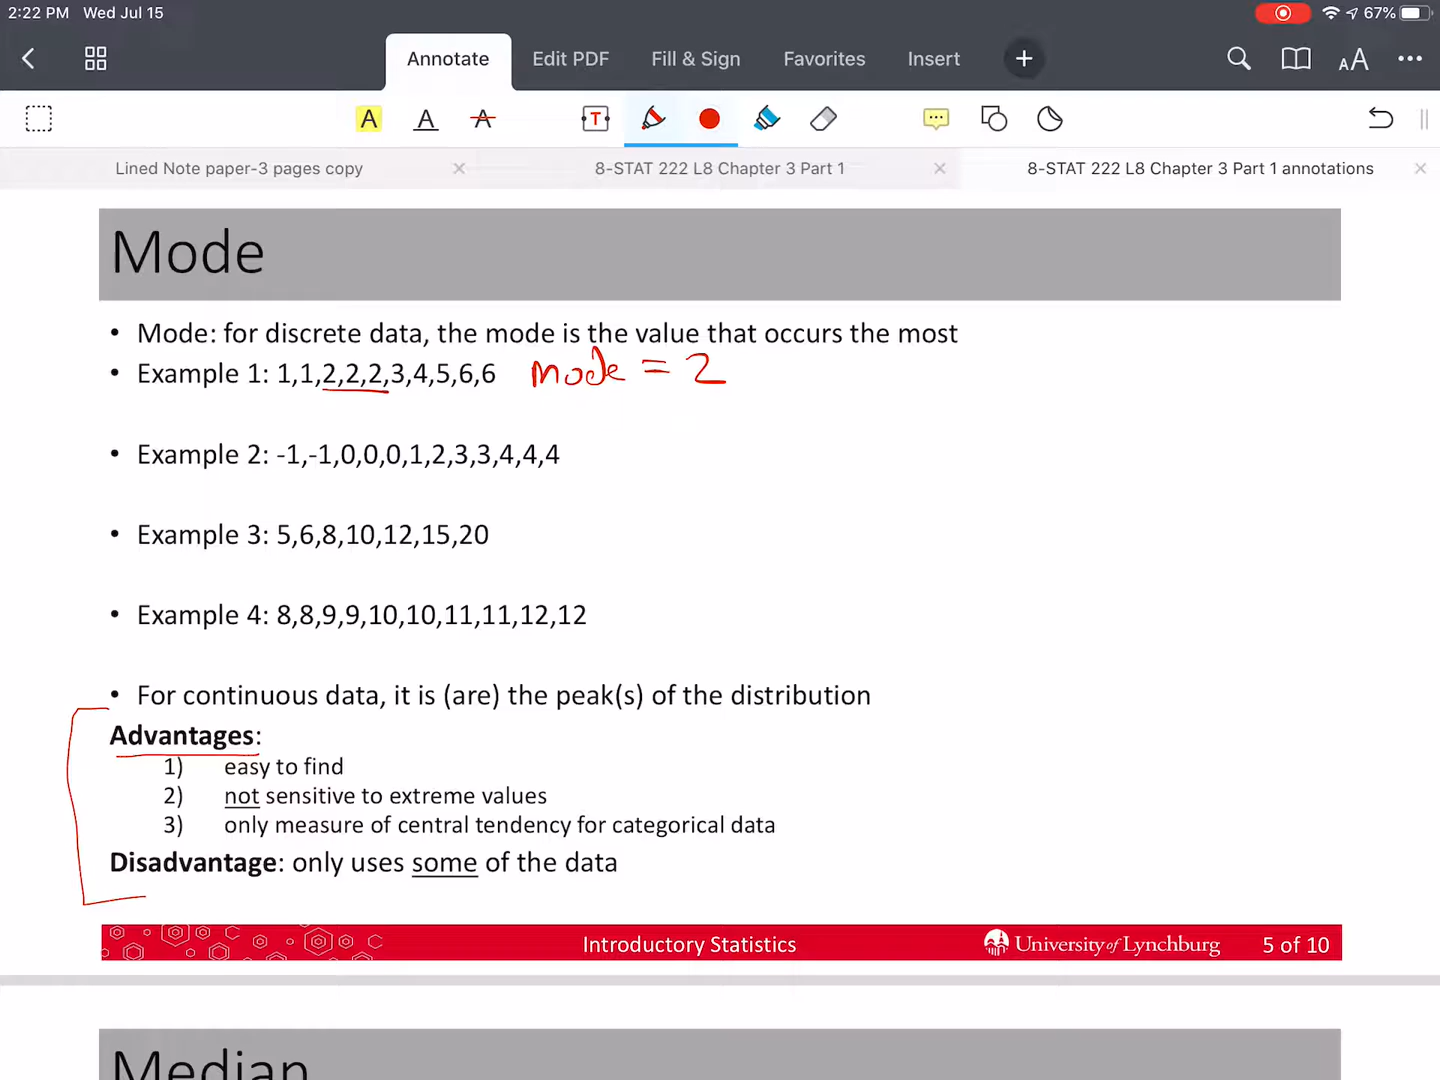 2:22 PM Wed Jul 15 67%
Annotate Edit PDF Fill & Sign Favorites Insert
A A A T AA
Lined Note paper-3 pages copy 8-STAT 222 L8 Chapter 3 Part 1 8-STAT 222 L8 Chapter 3 Part 1 annotations
Mode
• Mode: for discrete data, the mode is the value that occurs the most
• Example 1: 1,1,2,2,2,3,4,5,6,6 mode = 2
• Example 2: -1,-1,0,0,0,1,2,3,3,4,4,4
• Example 3: 5,6,8,10,12,15,20
• Example 4: 8,8,9,9,10,10,11,11,12,12
• For continuous data, it is (are) the peak(s) of the distribution
Advantages:
1) easy to find
2) not sensitive to extreme values
3) only measure of central tendency for categorical data
Disadvantage: only uses some of the data
Introductory Statistics University of Lynchburg 5 of 10
Median